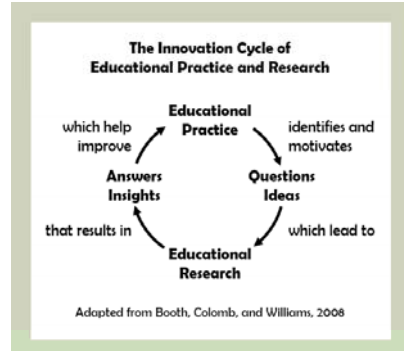 The Innovation Cycle of
Educational Practice and Research
Educational
Practice
identifies and
motivates
Questions
Ideas
which lead to
Educational
Research
that results in
Answers
Insights
which help
improve
Adapted from Booth, Colomb, and Williams, 2008